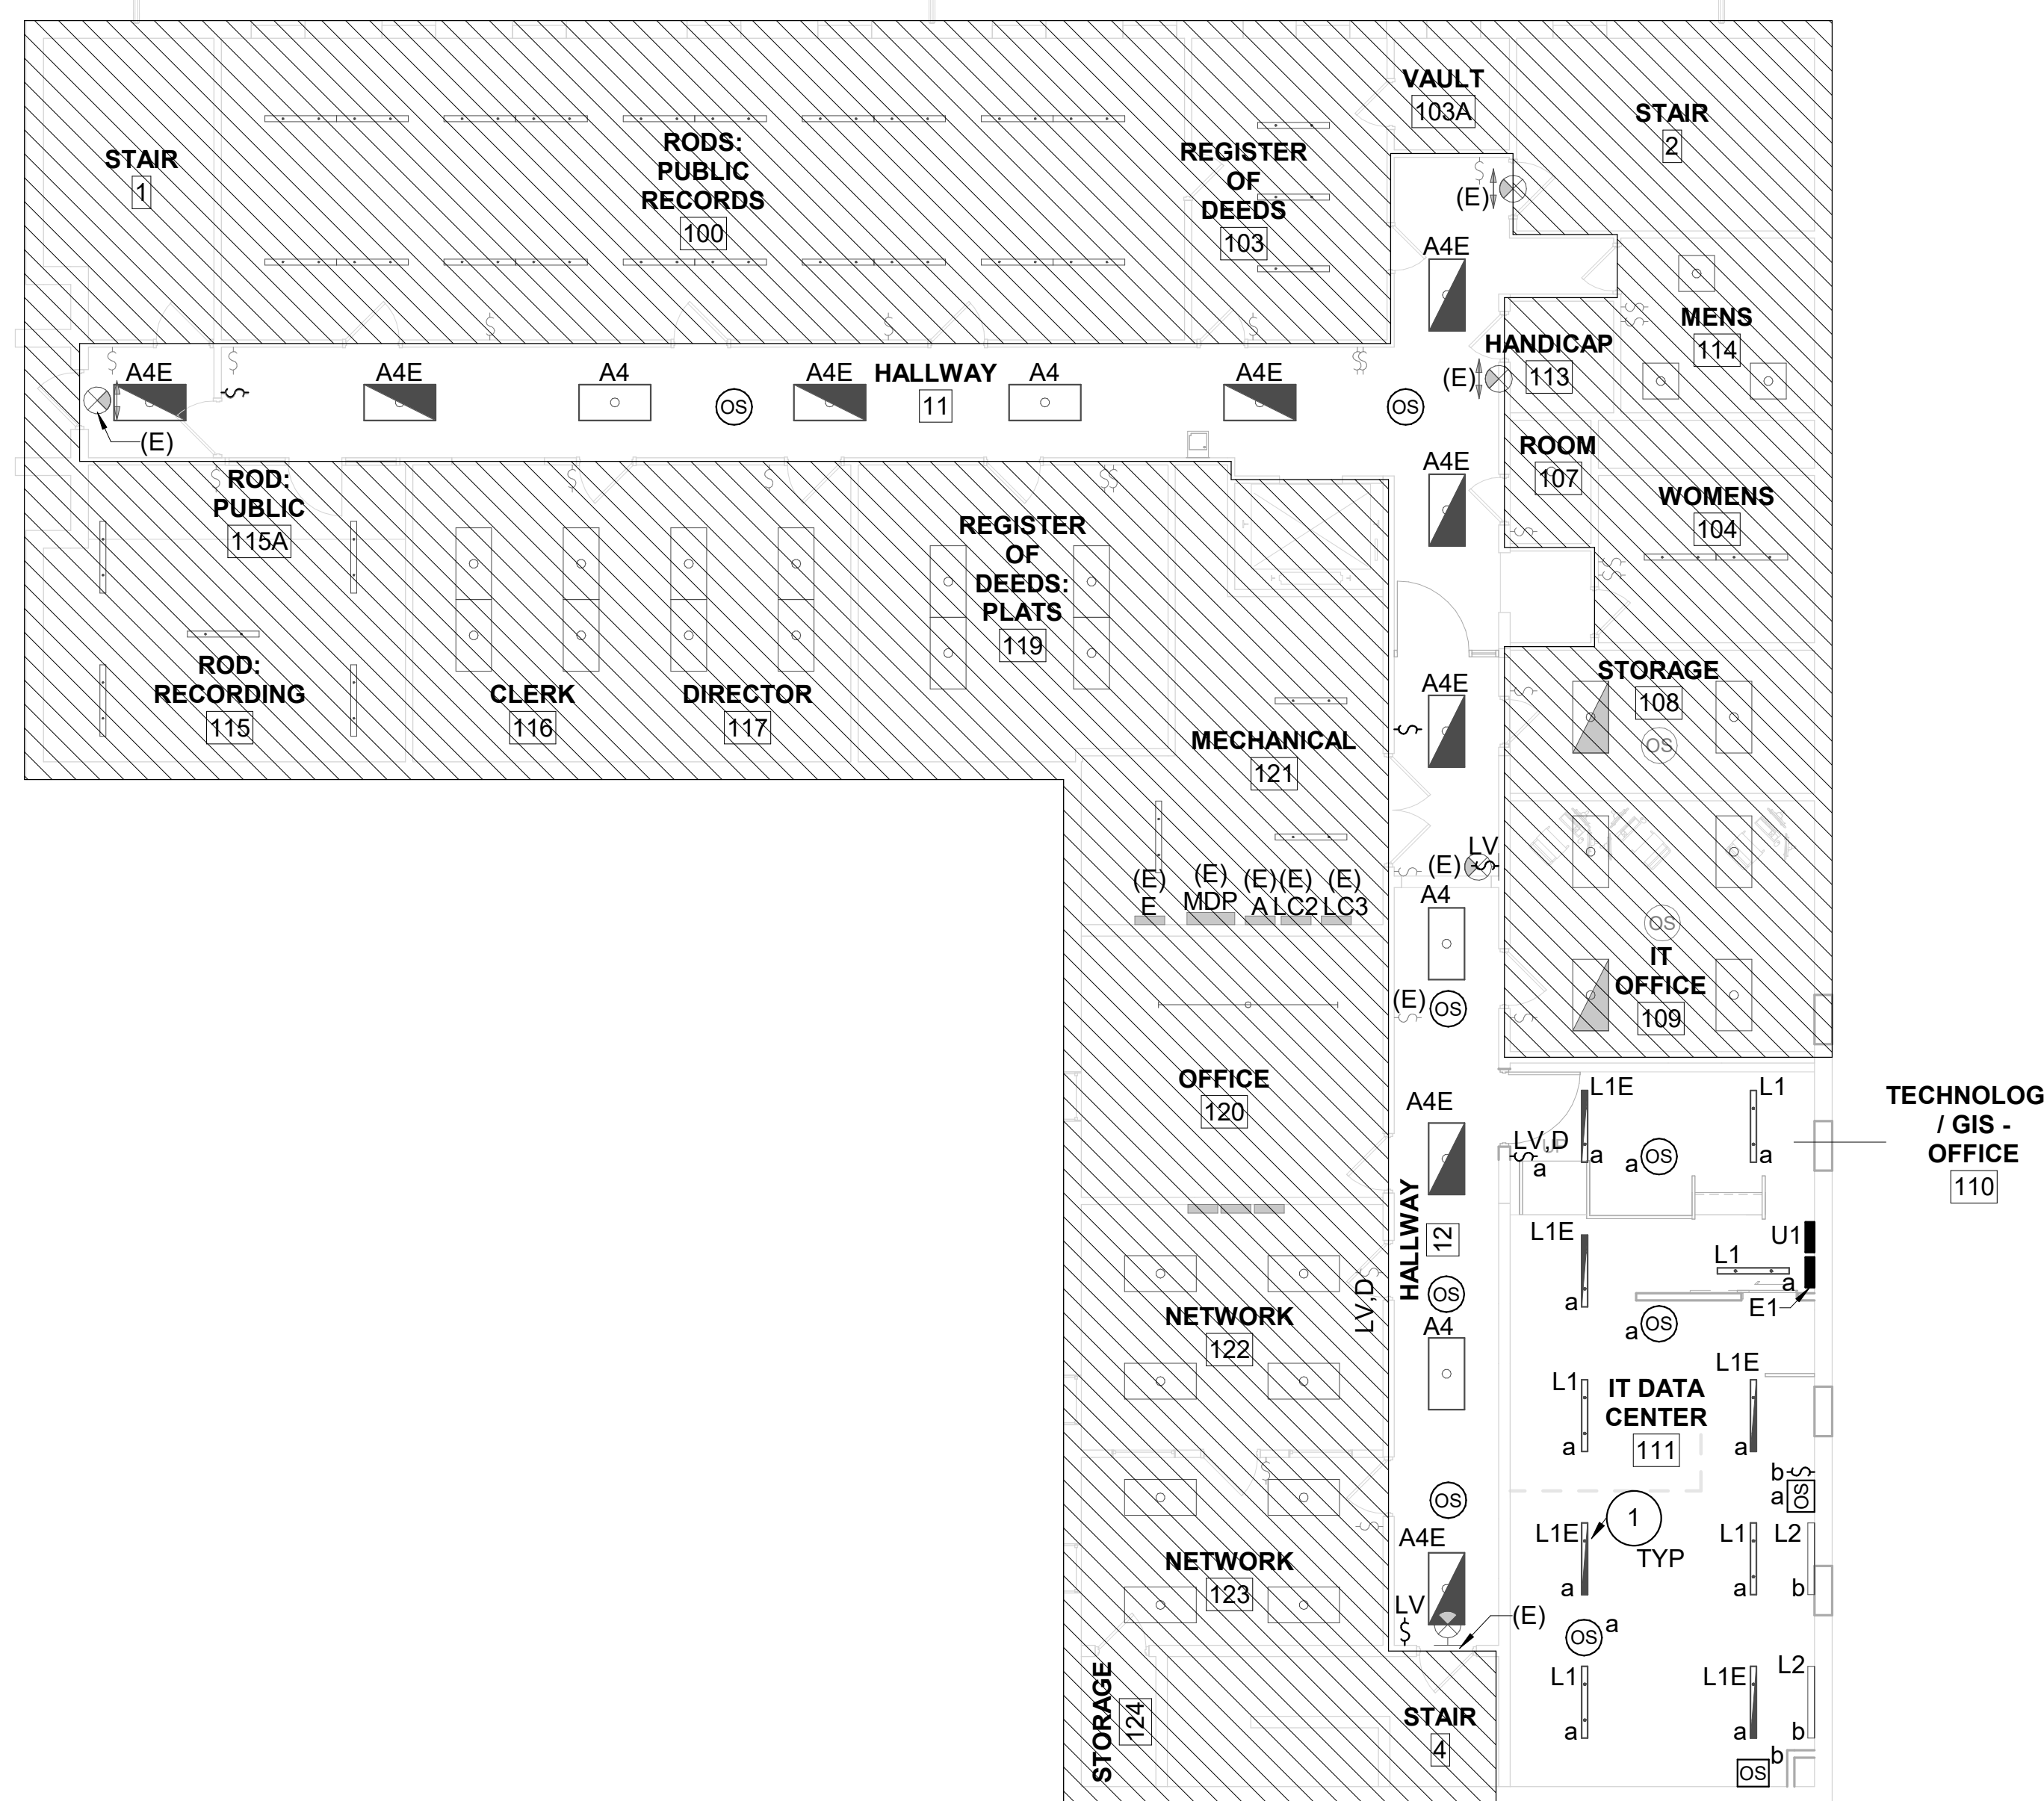 VAULT
103A
STAIR
2
STAIR
1
RODS:
PUBLIC
RECORDS
100
REGISTER
OF
DEEDS
103
(E)
A4E
MENS
114
HANDICAP
113
(E)
A4E
A4E
A4
A4E
HALLWAY
11
A4
A4E
OS
OS
(E)
ROOM
107
A4E
WOMENS
104
ROD:
PUBLIC
115A
REGISTER
OF
DEEDS:
PLATS
119
ROD:
RECORDING
115
CLERK
116
DIRECTOR
117
A4E
STORAGE
108
OS
MECHANICAL
121
(E)
E
(E)
MDP
(E)
A
(E)
LC2
(E)
LC3
(E)
LV
A4
OS
IT
OFFICE
109
(E)
OS
OFFICE
120
A4E
L1E
a
L1
a
LV,D
a
a
OS
TECHNOLOG
/ GIS -
OFFICE
110
HALLWAY
12
L1E
a
L1
a
U1
E1
LV,D
OS
A4
a
OS
NETWORK
122
L1
a
IT DATA
CENTER
111
L1E
a
b
a
OS
OS
A4E
L1E
a
1
TYP
L1
a
L2
b
NETWORK
123
LV
(E)
OS
a
STORAGE
124
STAIR
4
L1
a
L1E
a
L2
b
OS
b